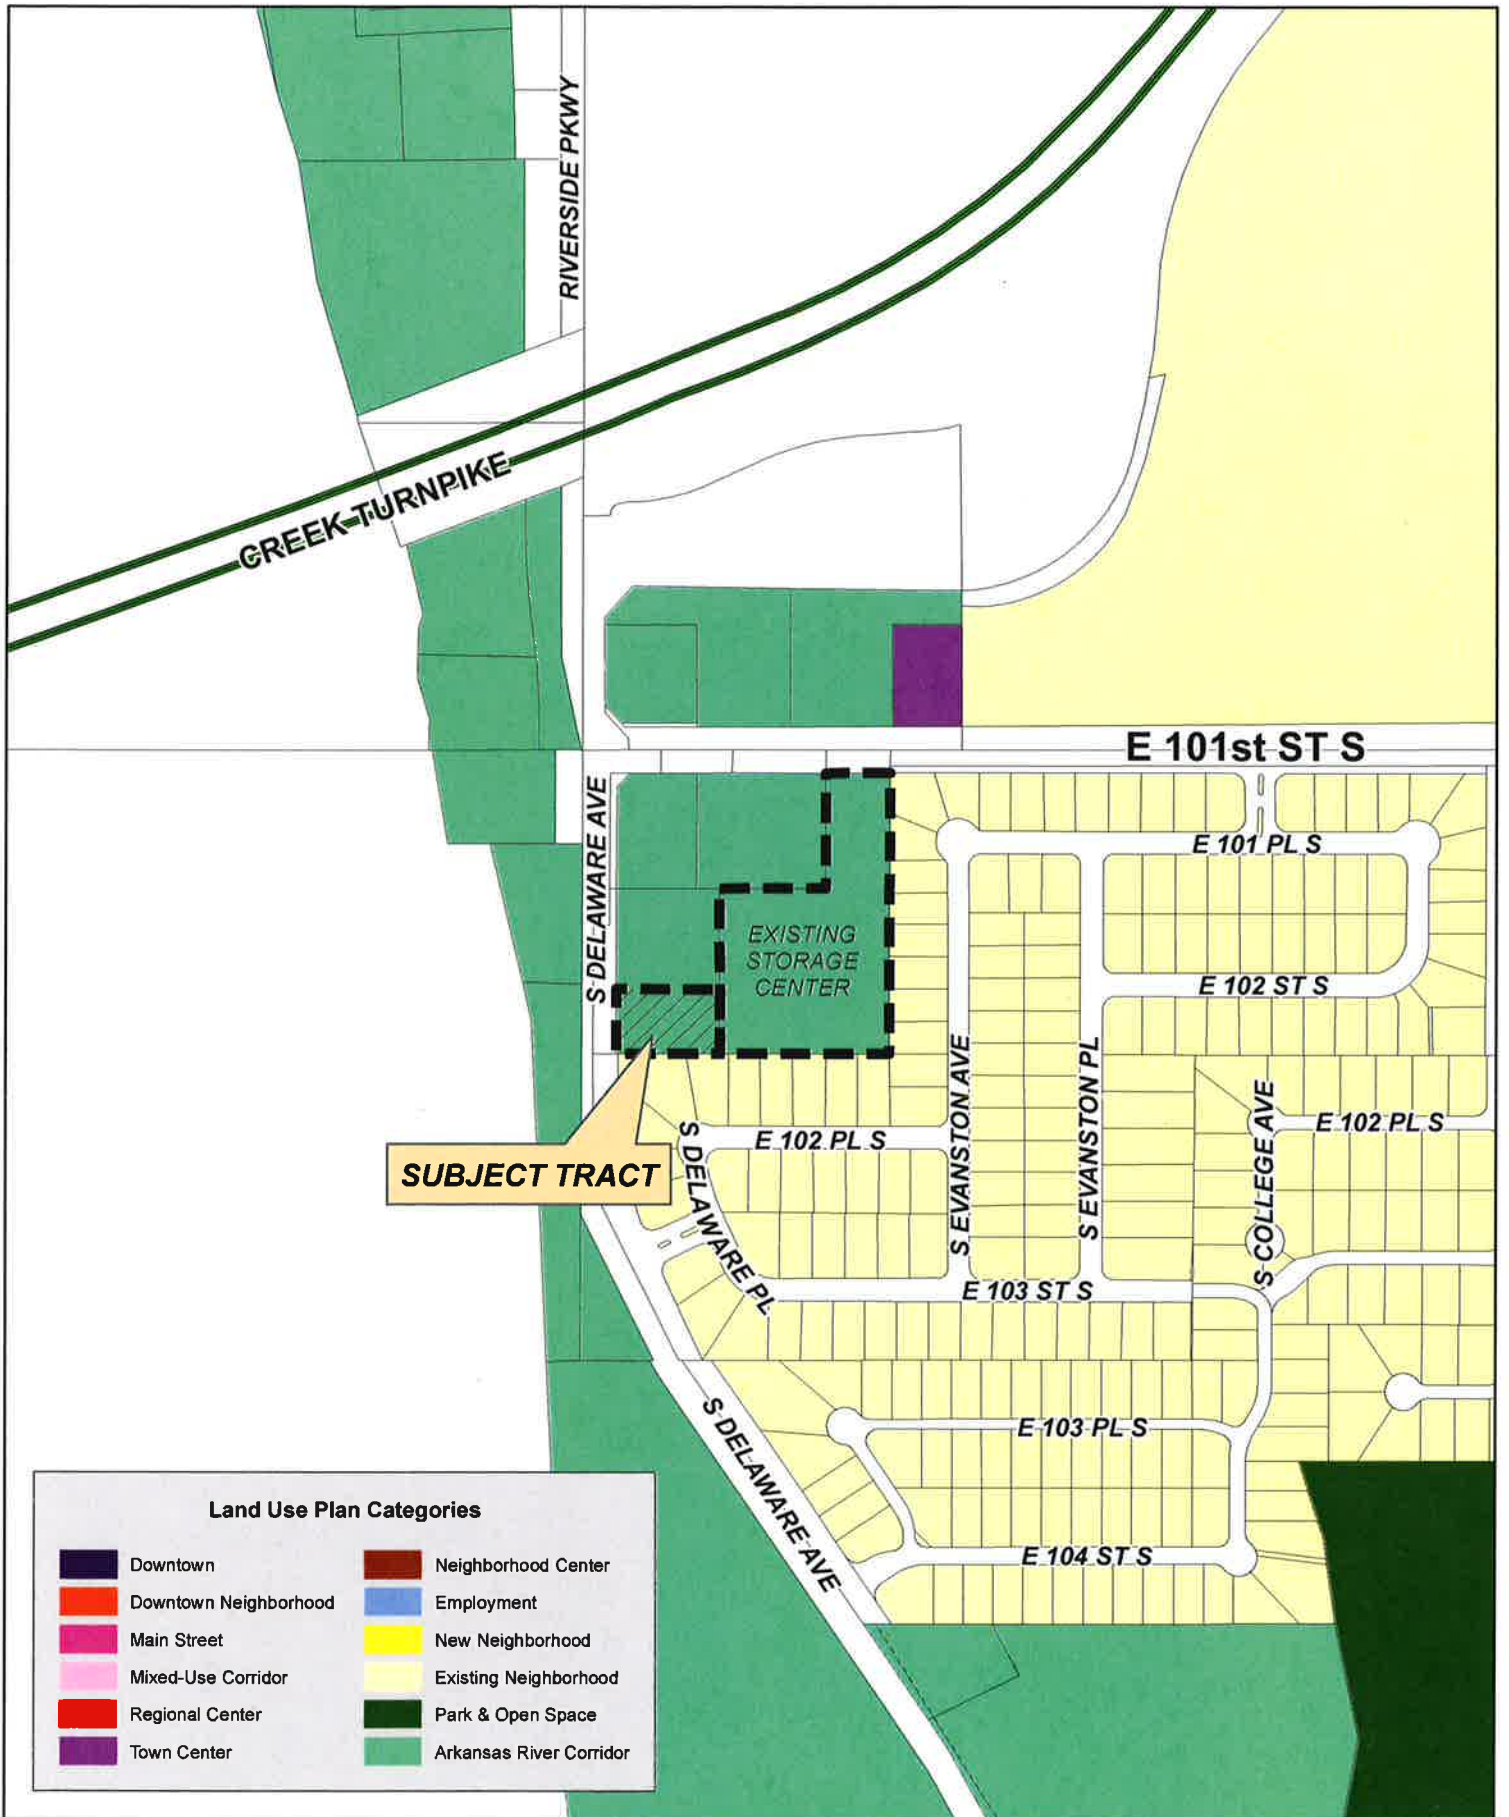 RIVERSIDE PKWY
CREEK TURNPIKE
E 101st ST S
S DELAWARE AVE
E 101 PL S
EXISTING
STORAGE
CENTER
E 102 ST S
S EVANSTON AVE
S EVANSTON PL
S COLLEGE AVE
E 102 PL S
E 102 PL S
SUBJECT TRACT
S DELAWARE PL
E 103 ST S
S DELAWARE AVE
E 103 PL S
E 104 ST S
Land Use Plan Categories
Downtown
Downtown Neighborhood
Main Street
Mixed-Use Corridor
Regional Center
Town Center
Neighborhood Center
Employment
New Neighborhood
Existing Neighborhood
Park & Open Space
Arkansas River Corridor